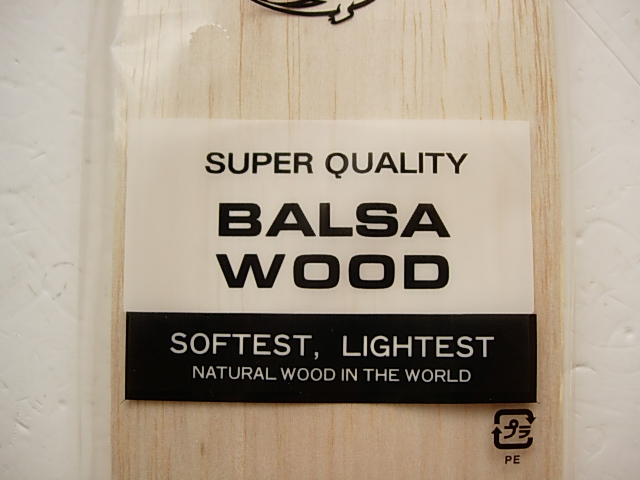 SUPER QUALITY
BALSA
WOOD
SOFTEST, LIGHTEST
NATURAL WOOD IN THE WORLD
プラ
PE